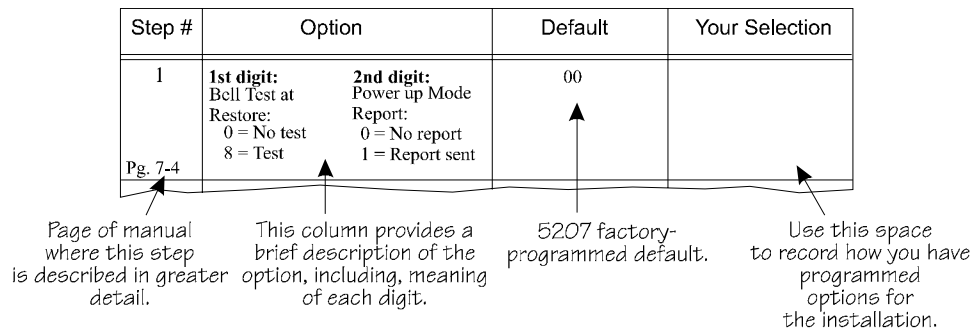 Step # Option Default Your Selection
1 1st digit: 2nd digit: 00
Bell Test at Power up Mode
Restore: Report:
0 = No test 0 = No report
8 = Test 1 = Report sent
Pg. 7-4
Page of manual
where this step
is described in greater
detail.
This column provides a
brief description of the
option, including, meaning
of each digit.
5207 factory-
programmed default.
Use this space
to record how you have
programmed
options for
the installation.